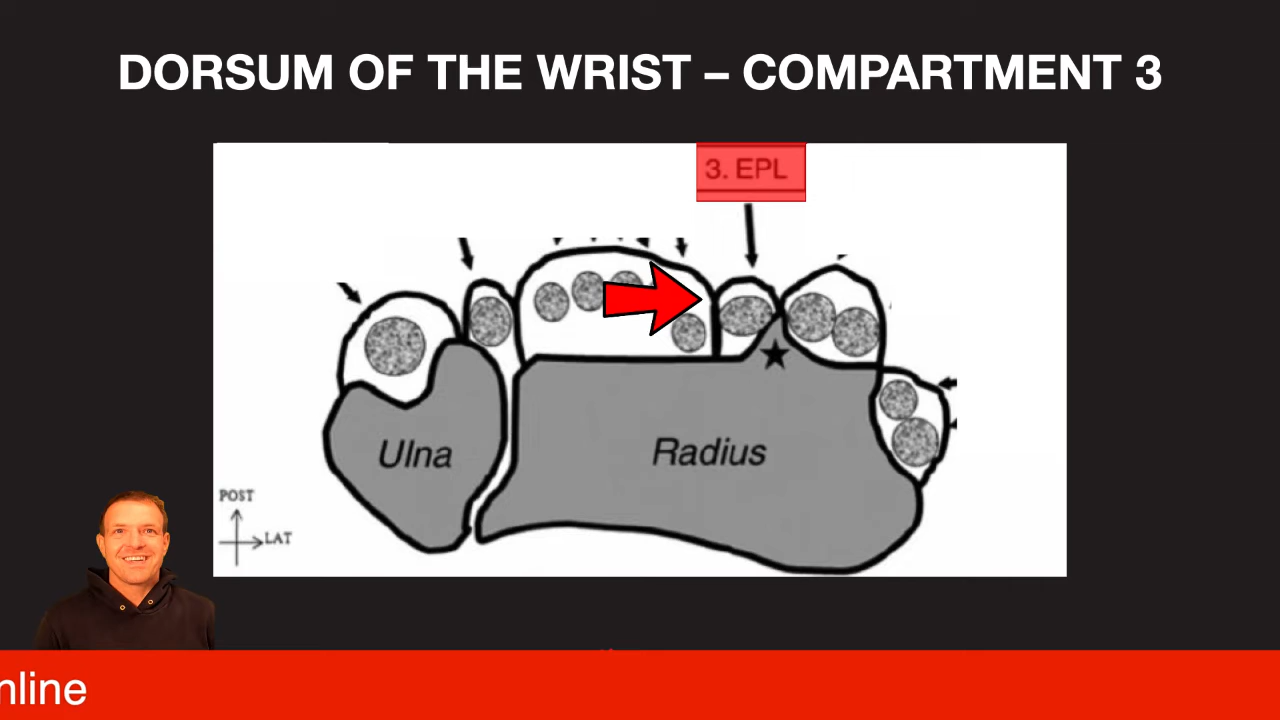 DORSUM OF THE WRIST – COMPARTMENT 3
3. EPL
Ulna
Radius
POST
LAT
nline